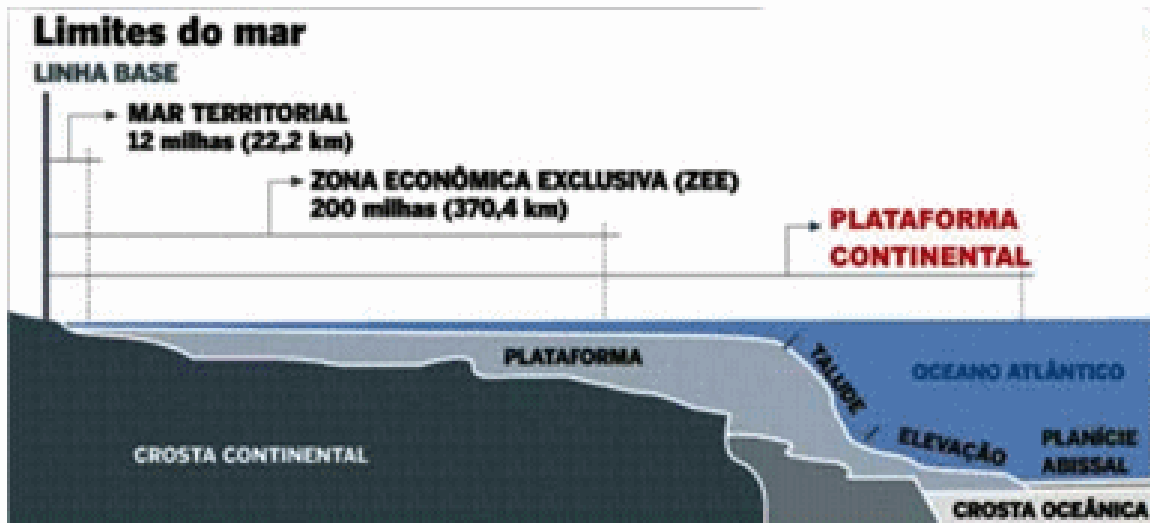 Limites do mar
LINHA BASE
MAR TERRITORIAL
12 milhas (22,2 km)
ZONA ECONÔMICA EXCLUSIVA (ZEE)
200 milhas (370,4 km)
PLATAFORMA
CONTINENTAL
PLATAFORMA
TALUDE
OCEANO ATLÂNTICO
ELEVAÇÃO
PLANÍCIE
ABISSAL
CROSTA CONTINENTAL
CROSTA OCEÂNICA